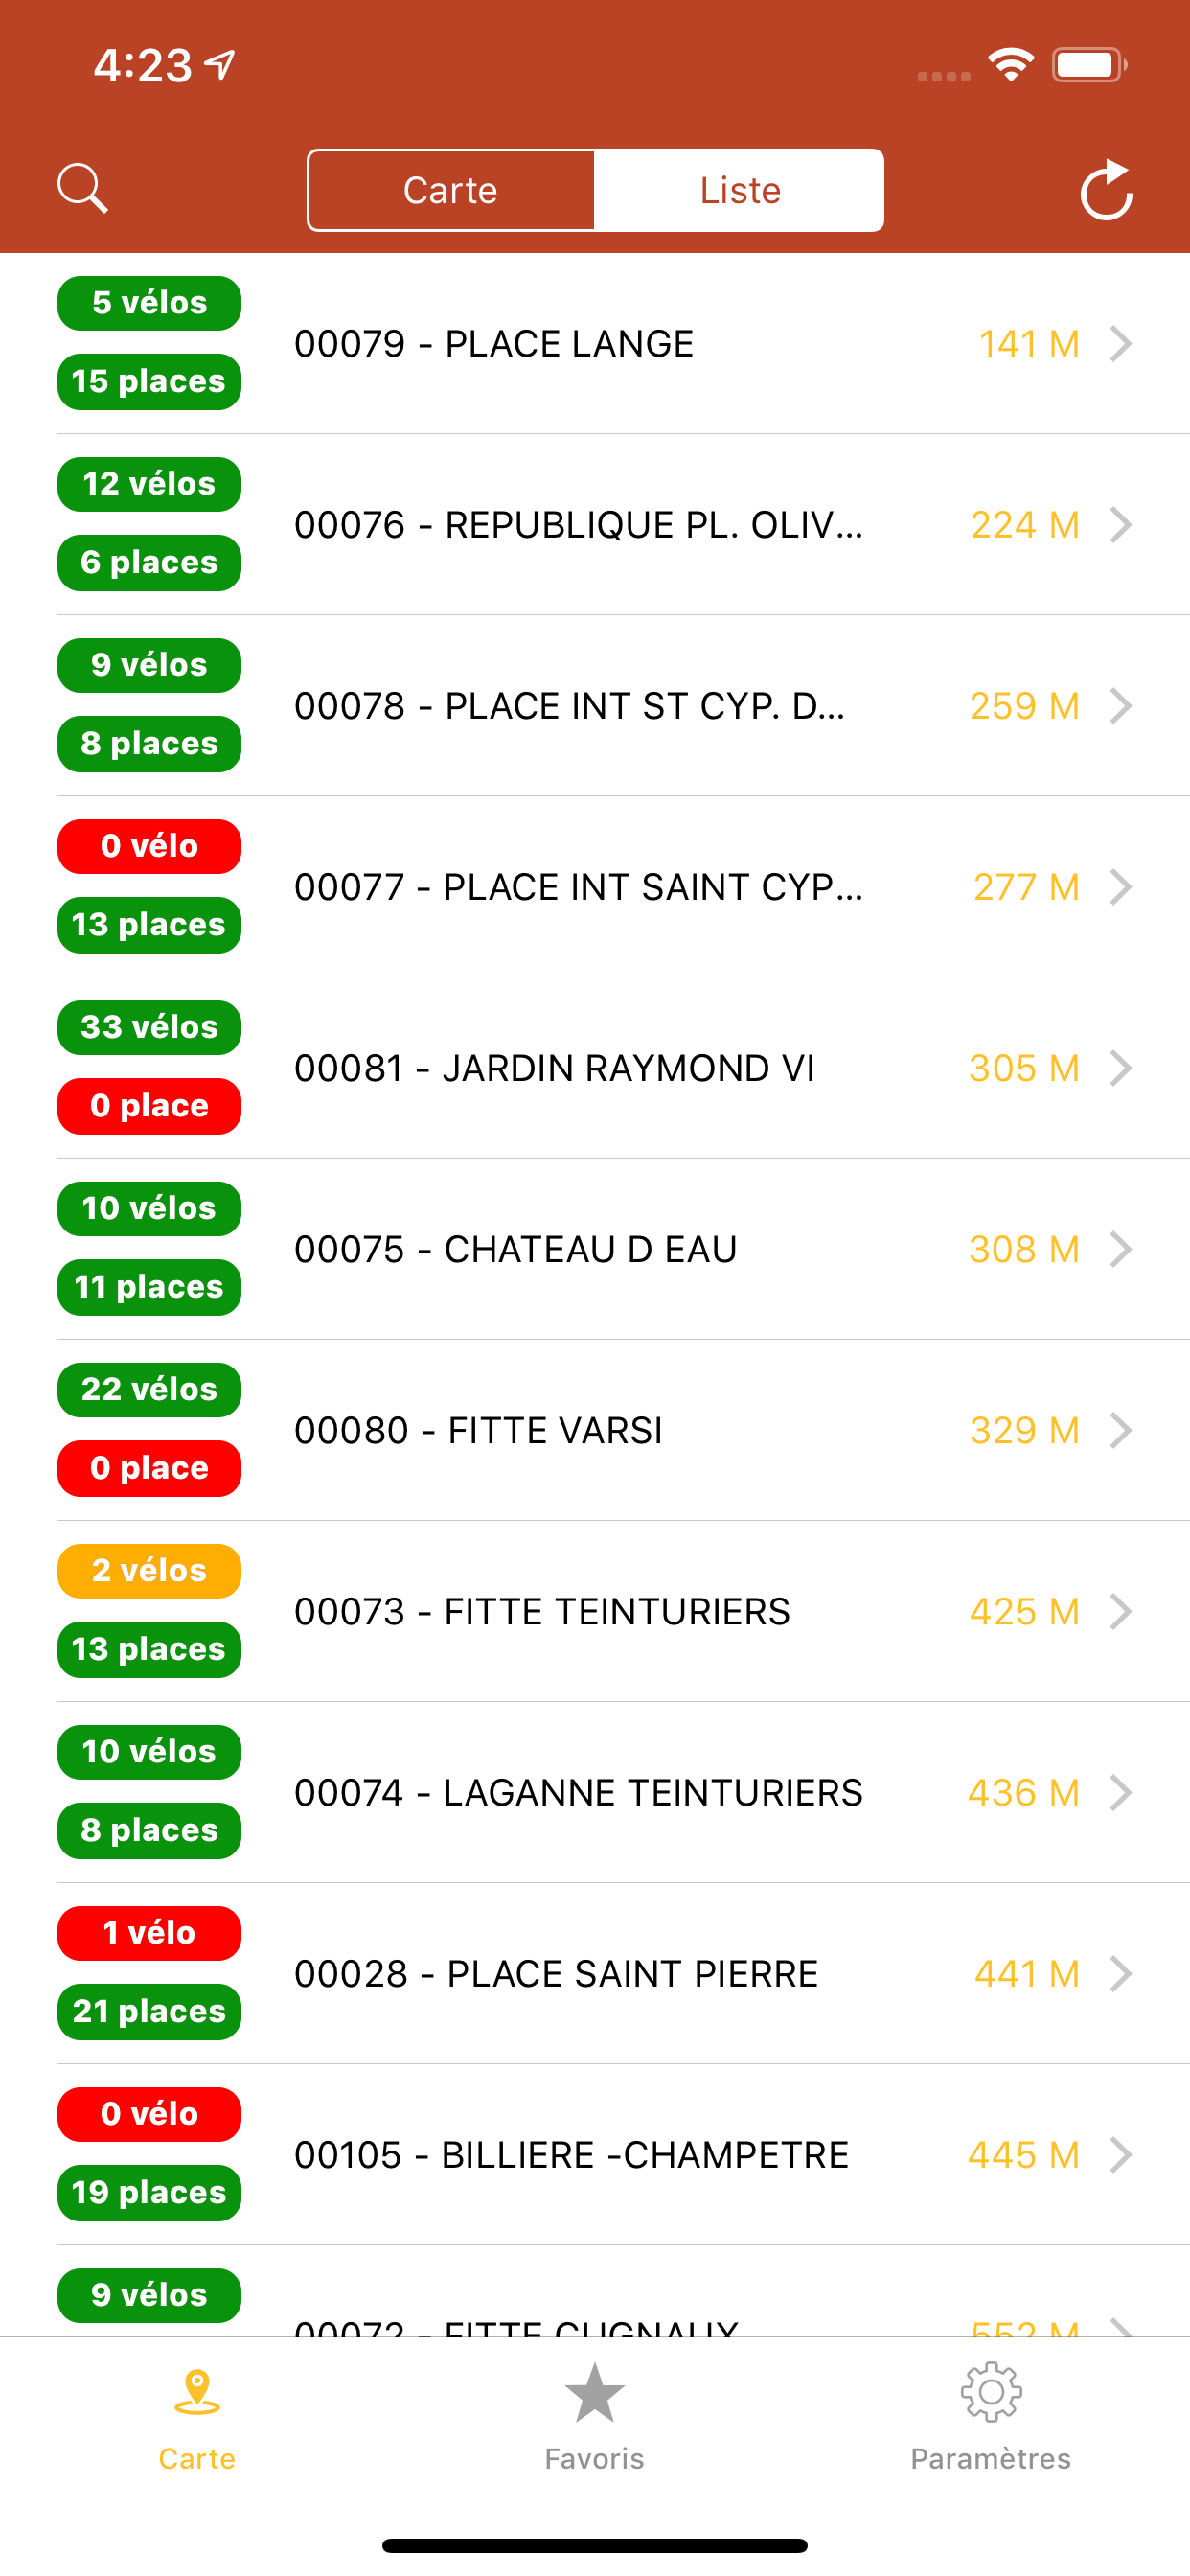 4:23
Carte
Liste
5 vélos
15 places
00079 - PLACE LANGE
141 M
12 vélos
6 places
00076 - REPUBLIQUE PL. OLIV...
224 M
9 vélos
8 places
00078 - PLACE INT ST CYP. D...
259 M
0 vélo
13 places
00077 - PLACE INT SAINT CYP...
277 M
33 vélos
0 place
00081 - JARDIN RAYMOND VI
305 M
10 vélos
11 places
00075 - CHATEAU D EAU
308 M
22 vélos
0 place
00080 - FITTE VARSI
329 M
2 vélos
13 places
00073 - FITTE TEINTURIERS
425 M
10 vélos
8 places
00074 - LAGANNE TEINTURIERS
436 M
1 vélo
21 places
00028 - PLACE SAINT PIERRE
441 M
0 vélo
19 places
00105 - BILLIERE -CHAMPETRE
445 M
9 vélos
00072 - FITTE CUGNAUX
552 M
Carte
Favoris
Paramètres